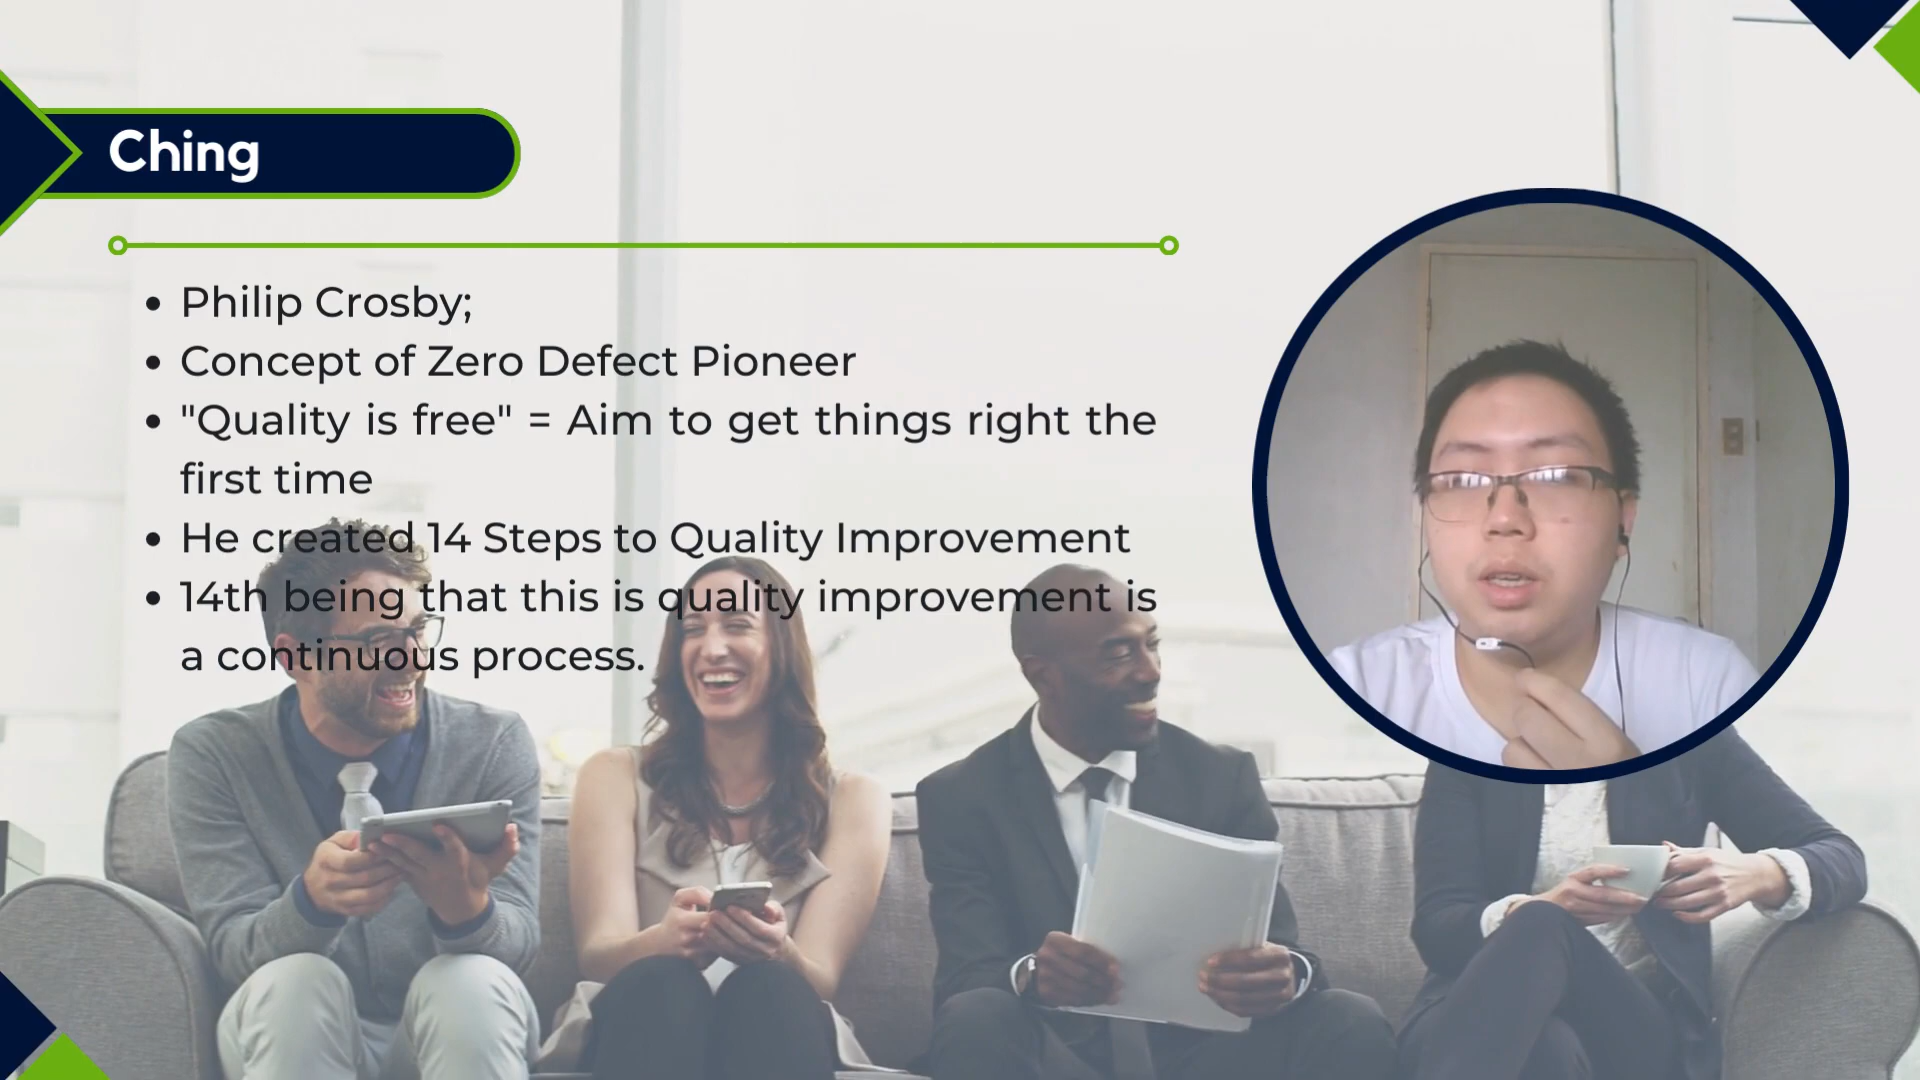 Ching
Philip Crosby;
Concept of Zero Defect Pioneer
"Quality is free" = Aim to get things right the
first time
He created 14 Steps to Quality Improvement
14th being that this is quality improvement is
a continuous process.